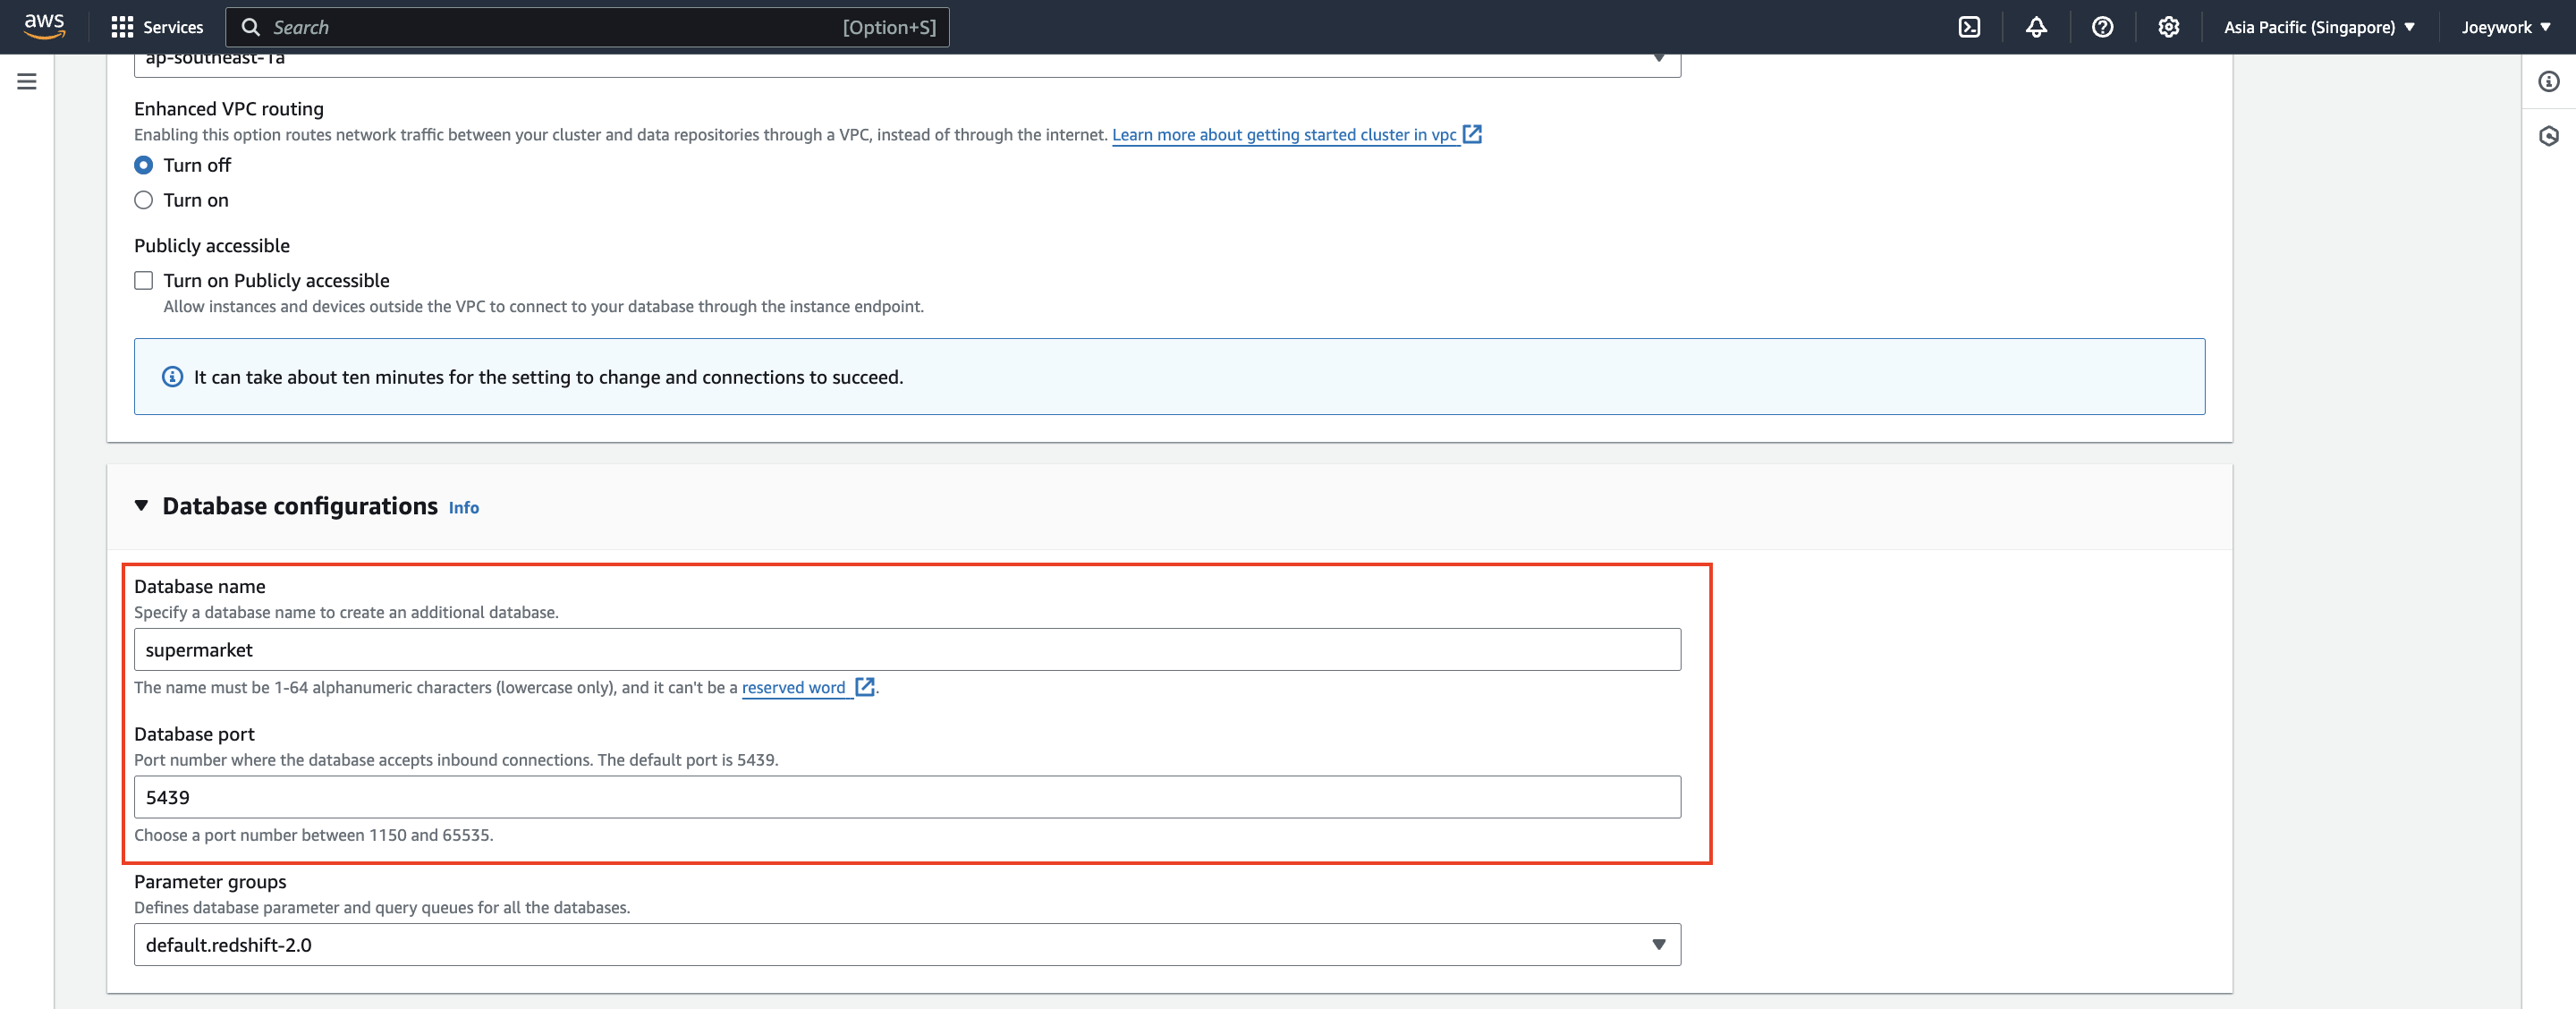 aws
Services
Search
[Option+S]
Asia Pacific (Singapore)
Joeywork
ap-southeast-1a
Enhanced VPC routing
Enabling this option routes network traffic between your cluster and data repositories through a VPC, instead of through the internet. Learn more about getting started cluster in vpc
Turn off
Turn on
Publicly accessible
Turn on Publicly accessible
Allow instances and devices outside the VPC to connect to your database through the instance endpoint.
It can take about ten minutes for the setting to change and connections to succeed.
Database configurations Info
Database name
Specify a database name to create an additional database.
supermarket
The name must be 1-64 alphanumeric characters (lowercase only), and it can't be a reserved word.
Database port
Port number where the database accepts inbound connections. The default port is 5439.
5439
Choose a port number between 1150 and 65535.
Parameter groups
Defines database parameter and query queues for all the databases.
default.redshift-2.0